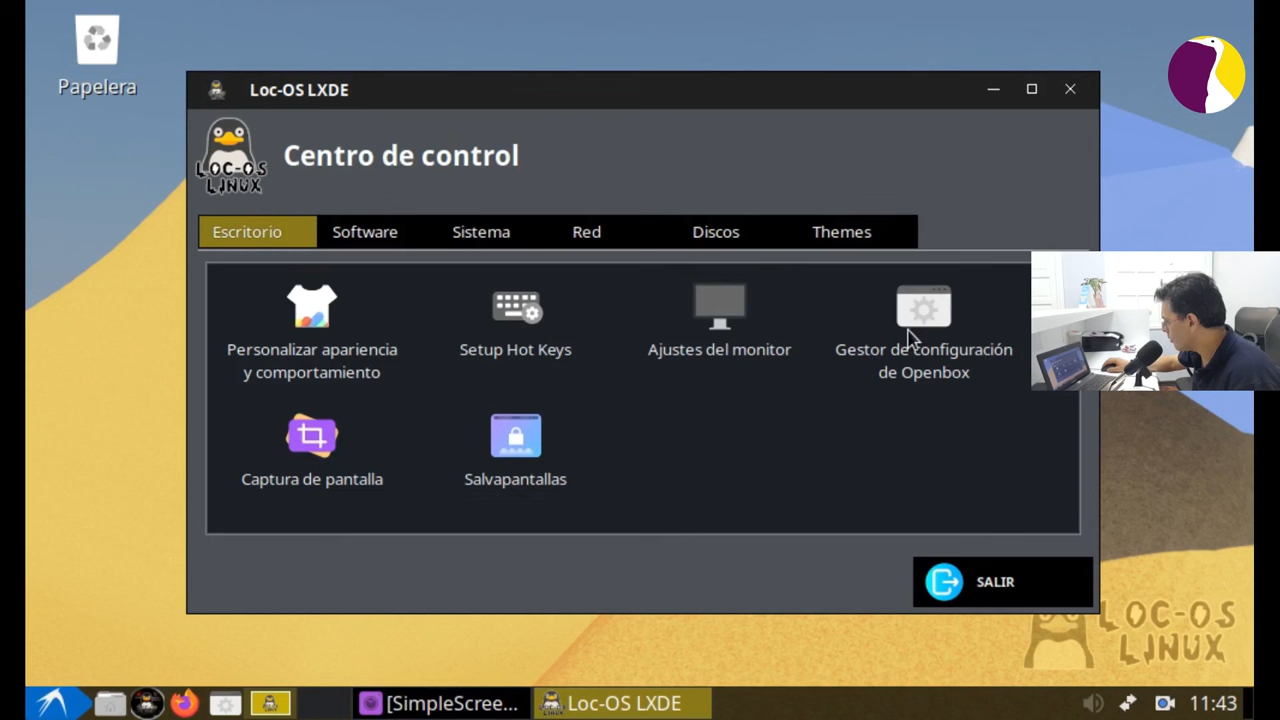 Papelera
Loc-OS LXDE
LOC-OS
LINUX
Centro de control
Escritorio
Software
Sistema
Red
Discos
Themes
Personalizar apariencia
y comportamiento
Setup Hot Keys
Ajustes del monitor
Gestor de configuración
de Openbox
Captura de pantalla
Salvapantallas
SALIR
LOC-OS
LINUX
[SimpleScree...
Loc-OS LXDE
11:43